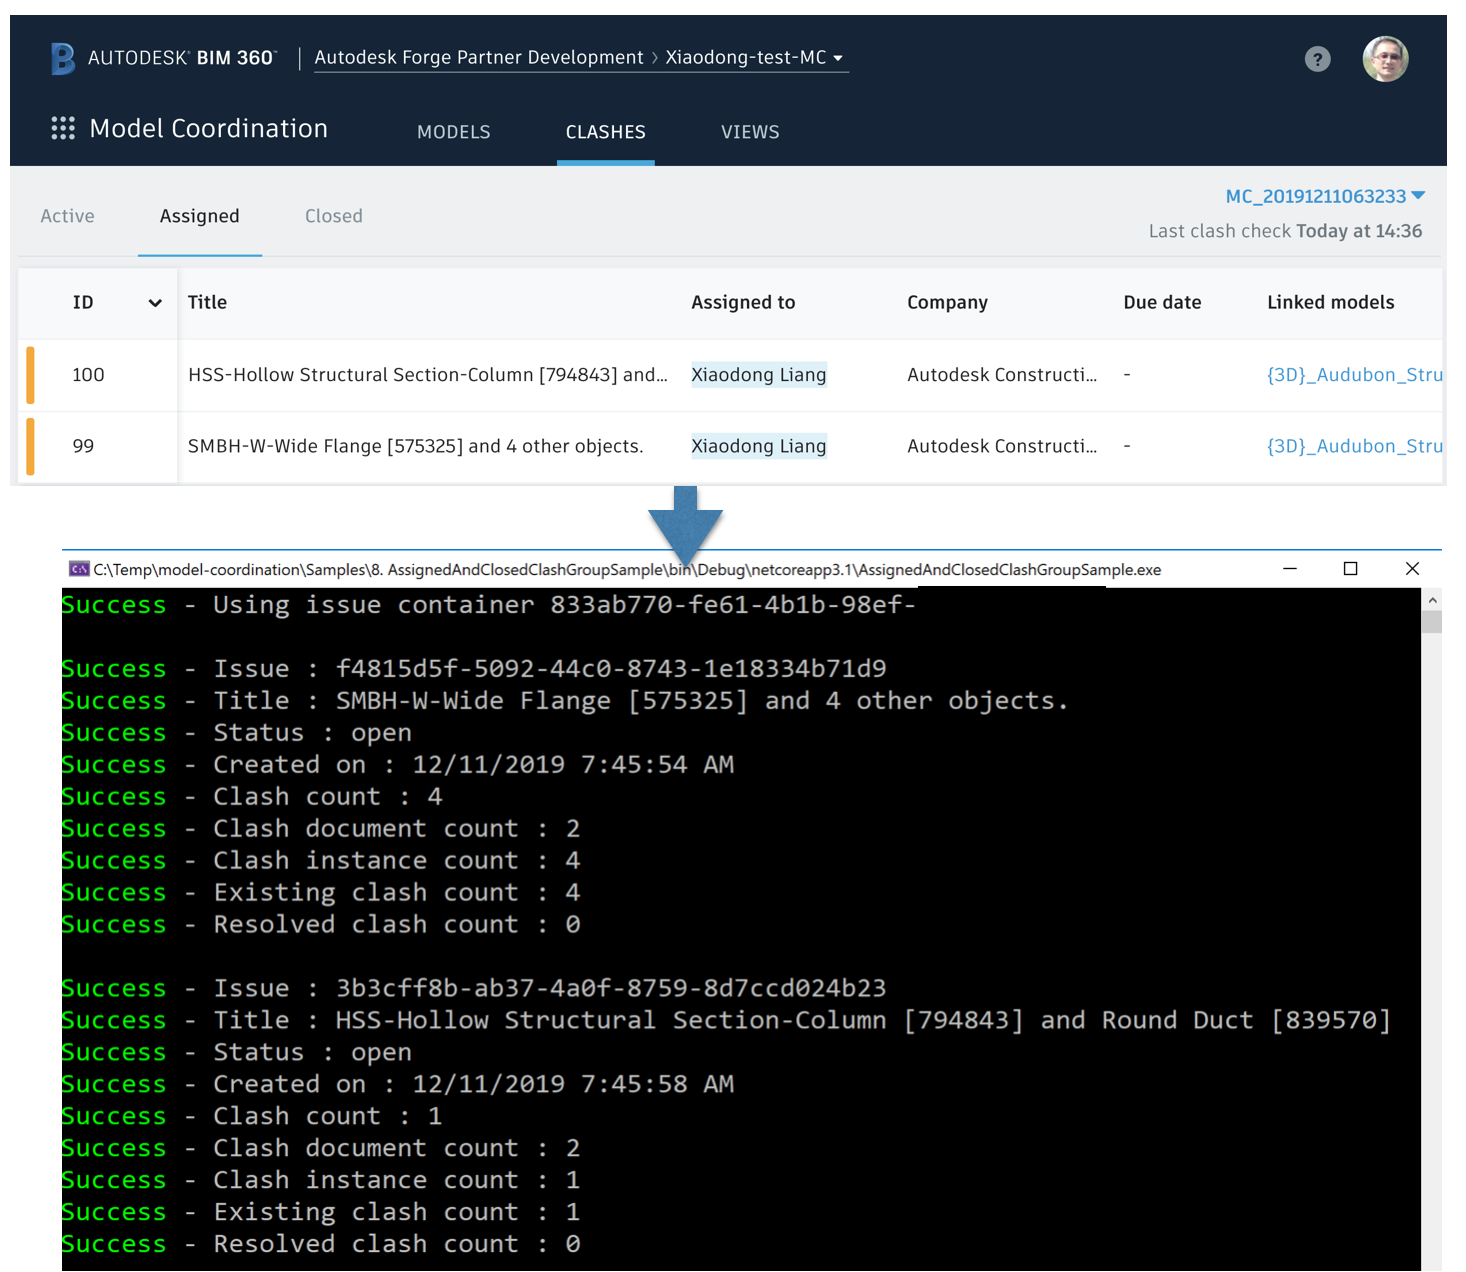 AUTODESK® BIM 360™ Autodesk Forge Partner Development > Xiaodong-test-MC
?
Model Coordination MODELS CLASHES VIEWS
Active Assigned Closed
MC_20191211063233
Last clash check Today at 14:36
ID Title Assigned to Company Due date Linked models
100 HSS-Hollow Structural Section-Column [794843] and... Xiaodong Liang Autodesk Constructi... - {3D}_Audubon_Stru
99 SMBH-W-Wide Flange [575325] and 4 other objects. Xiaodong Liang Autodesk Constructi... - {3D}_Audubon_Stru
C:\Temp\model-coordination\Samples\8. AssignedAndClosedClashGroupSample\bin\Debug\netcoreapp3.1\AssignedAndClosedClashGroupSample.exe
Success - Using issue container 833ab770-fe61-4b1b-98ef-
Success - Issue : f4815d5f-5092-44c0-8743-1e18334b71d9
Success - Title : SMBH-W-Wide Flange [575325] and 4 other objects.
Success - Status : open
Success - Created on : 12/11/2019 7:45:54 AM
Success - Clash count : 4
Success - Clash document count : 2
Success - Clash instance count : 4
Success - Existing clash count : 4
Success - Resolved clash count : 0
Success - Issue : 3b3cff8b-ab37-4a0f-8759-8d7ccd024b23
Success - Title : HSS-Hollow Structural Section-Column [794843] and Round Duct [839570]
Success - Status : open
Success - Created on : 12/11/2019 7:45:58 AM
Success - Clash count : 1
Success - Clash document count : 2
Success - Clash instance count : 1
Success - Existing clash count : 1
Success - Resolved clash count : 0